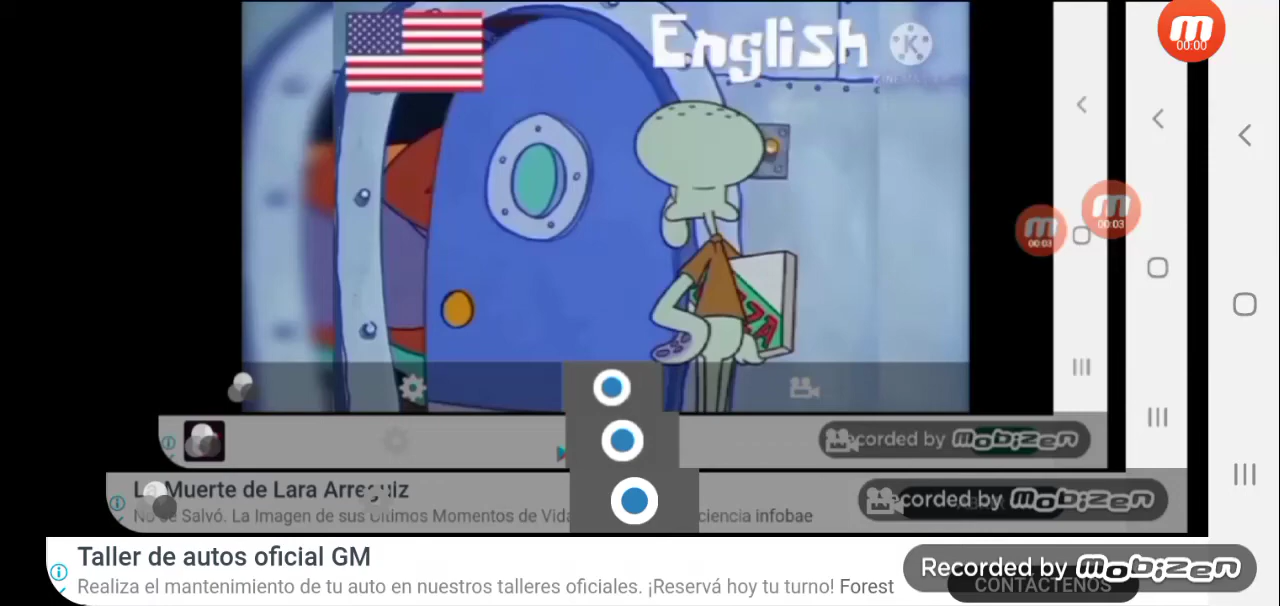 English
K
00:00
00:03
00:03
ZZA
Recorded by mobizen
La Muerte de Lara Arreguiz
No se Salvó. La Imagen de sus Últimos Momentos de Vida ciencia infobae
Recorded by mobizen
Taller de autos oficial GM
Realiza el mantenimiento de tu auto en nuestros talleres oficiales. ¡Reservá hoy tu turno! Forest
Recorded by mobizen
CONTÁCTENOS